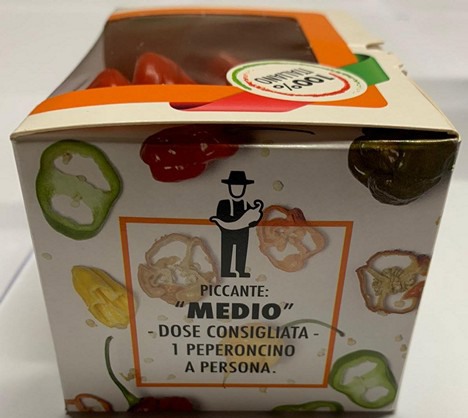 100%
ITALIANO
PICCANTE:
"MEDIO"
- DOSE CONSIGLIATA -
1 PEPERONCINO
A PERSONA.